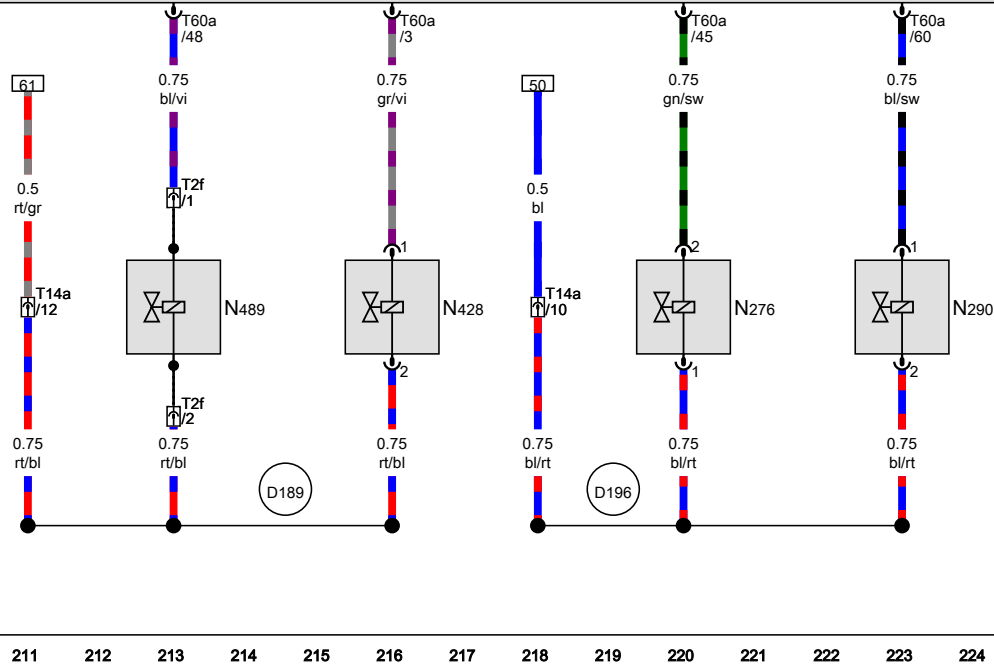 T60a
/48
T60a
/3
T60a
/45
T60a
/60
61
0.75
bl/vi
0.75
gr/vi
50
0.75
gn/sw
0.75
bl/sw
0.5
rt/gr
T2f
/1
0.5
bl
1
2
1
T14a
/12
N489
N428
T14a
/10
N276
N290
2
1
2
T2f
/2
0.75
rt/bl
0.75
rt/bl
0.75
rt/bl
0.75
bl/rt
0.75
bl/rt
0.75
bl/rt
D189
D196
211 212 213 214 215 216 217 218 219 220 221 222 223 224